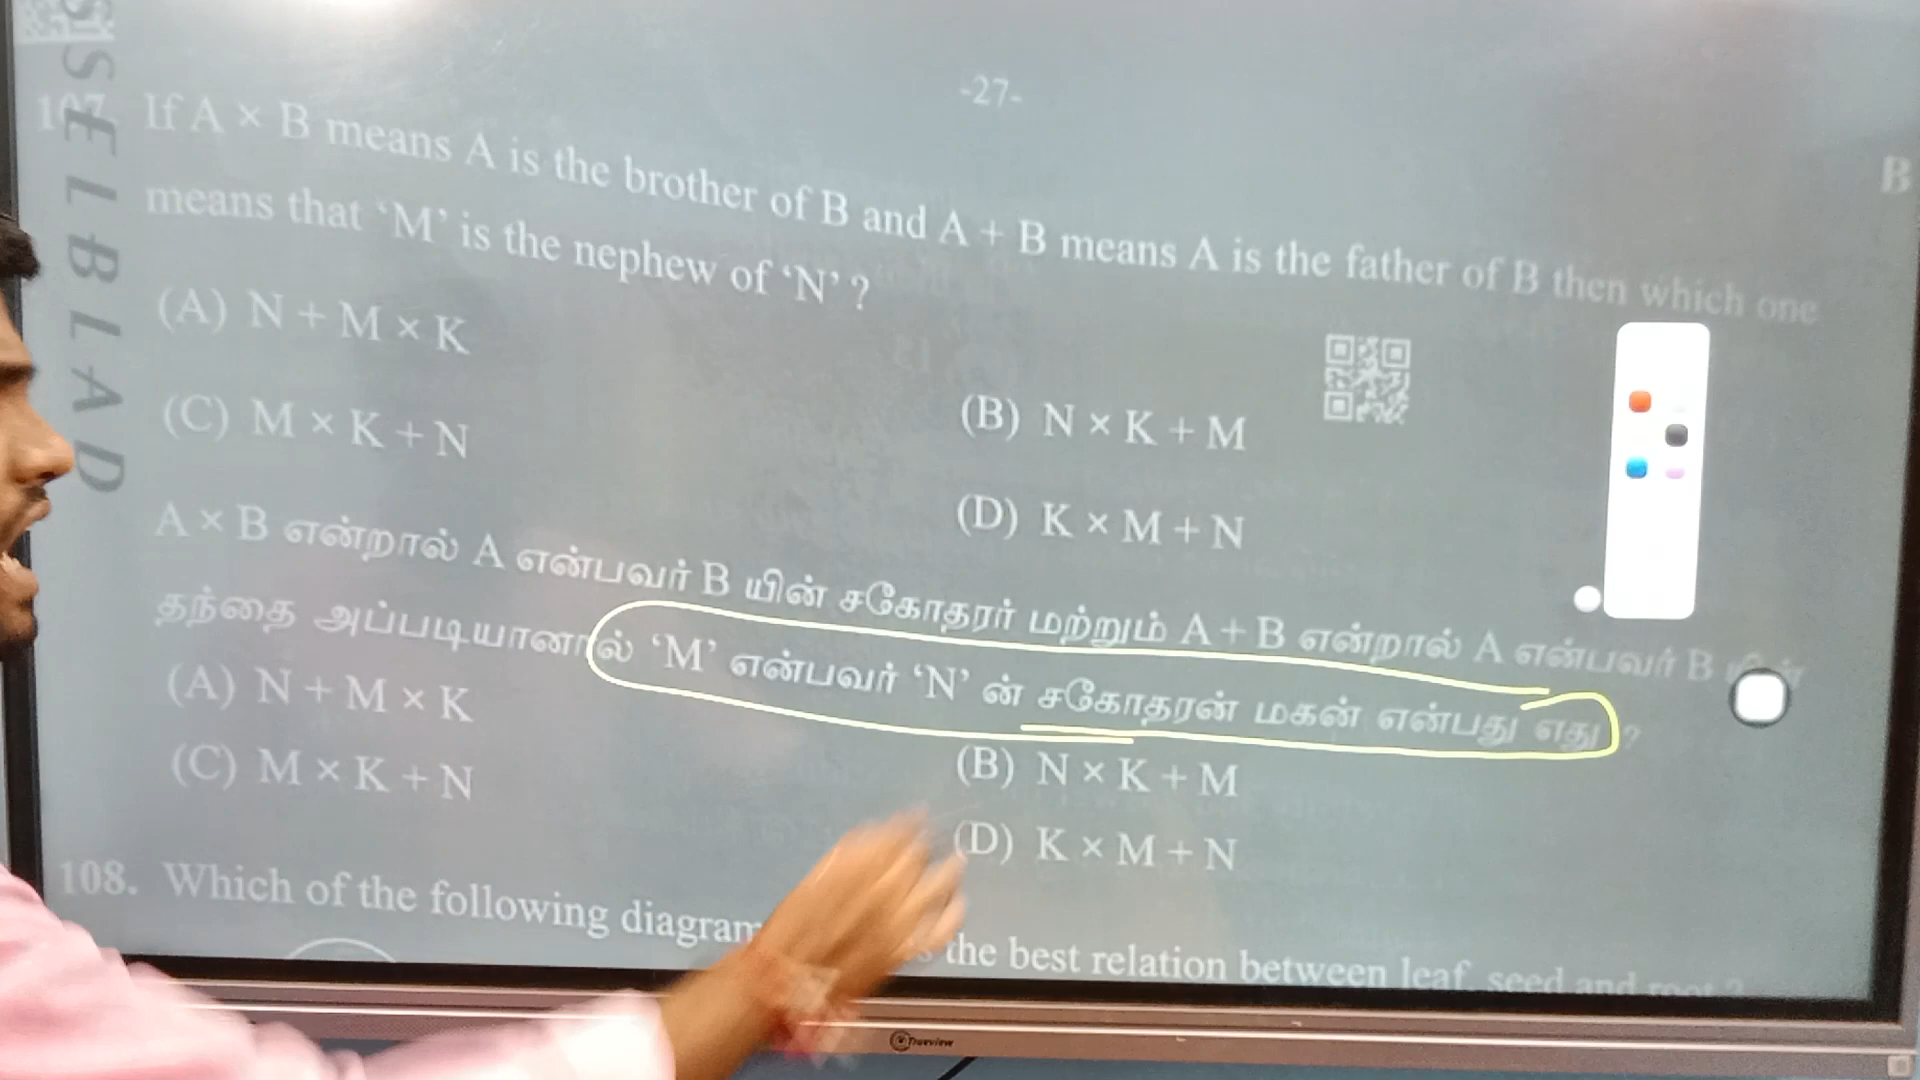 -27-
SELBLAD
B
107. If A × B means A is the brother of B and A + B means A is the father of B then which one
means that ‘M’ is the nephew of ‘N’ ?
(A) N + M × K
(B) N × K + M
(C) M × K + N
(D) K × M + N
A × B என்றால் A என்பவர் B யின் சகோதரர் மற்றும் A + B என்றால் A என்பவர் B யின்
தந்தை அப்படியானால் ‘M’ என்பவர் ‘N’ ன் சகோதரன் மகன் என்பது எது ?
(A) N + M × K
(B) N × K + M
(C) M × K + N
(D) K × M + N
108. Which of the following diagram the best relation between leaf, seed and root ?
Trueview